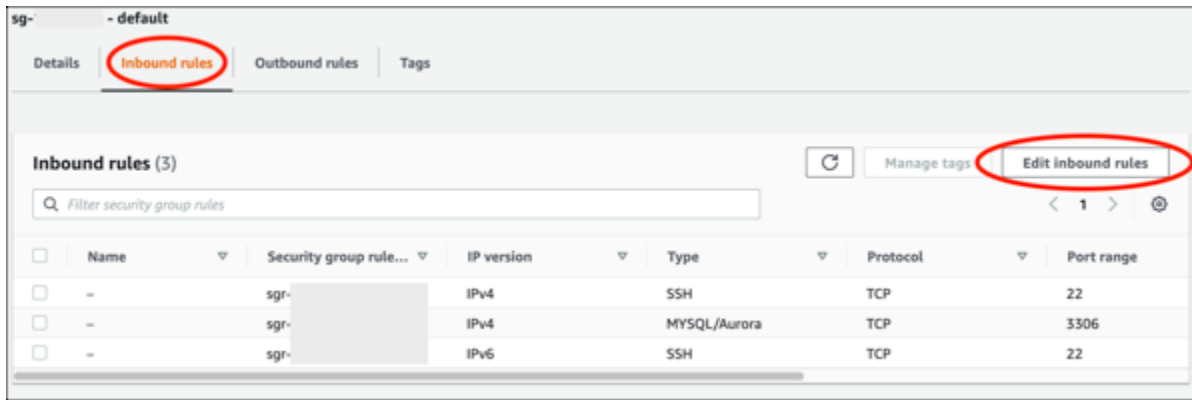 sg- - default
Details Inbound rules Outbound rules Tags
Inbound rules (3) Manage tags Edit inbound rules
Filter security group rules < 1 >
Name Security group rule... IP version Type Protocol Port range
– sgr- IPv4 SSH TCP 22
– sgr- IPv4 MYSQL/Aurora TCP 3306
– sgr- IPv6 SSH TCP 22